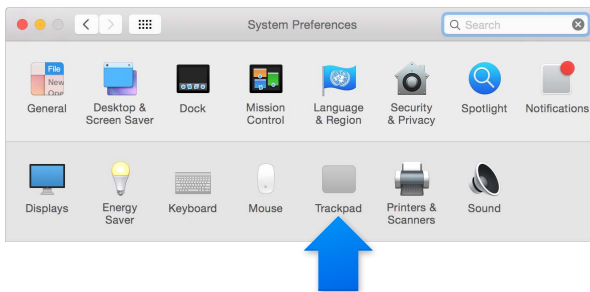 System Preferences
Search
File
New
Ope
General
Desktop &
Screen Saver
Dock
Mission
Control
Language
& Region
Security
& Privacy
Spotlight
Notifications
Displays
Energy
Saver
Keyboard
Mouse
Trackpad
Printers &
Scanners
Sound